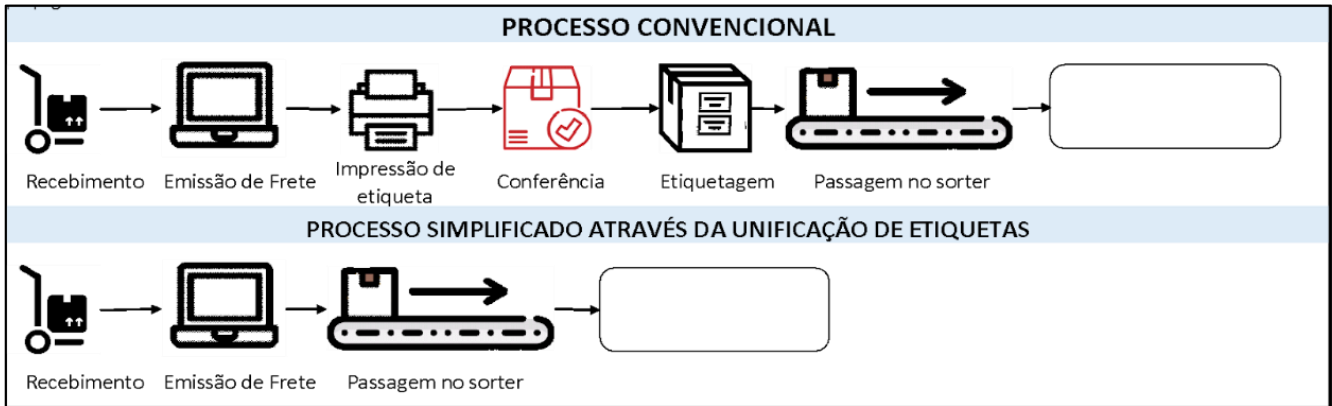 PROCESSO CONVENCIONAL
Recebimento
Emissão de Frete
Impressão de
etiqueta
Conferência
Etiquetagem
Passagem no sorter
PROCESSO SIMPLIFICADO ATRAVÉS DA UNIFICAÇÃO DE ETIQUETAS
Recebimento
Emissão de Frete
Passagem no sorter